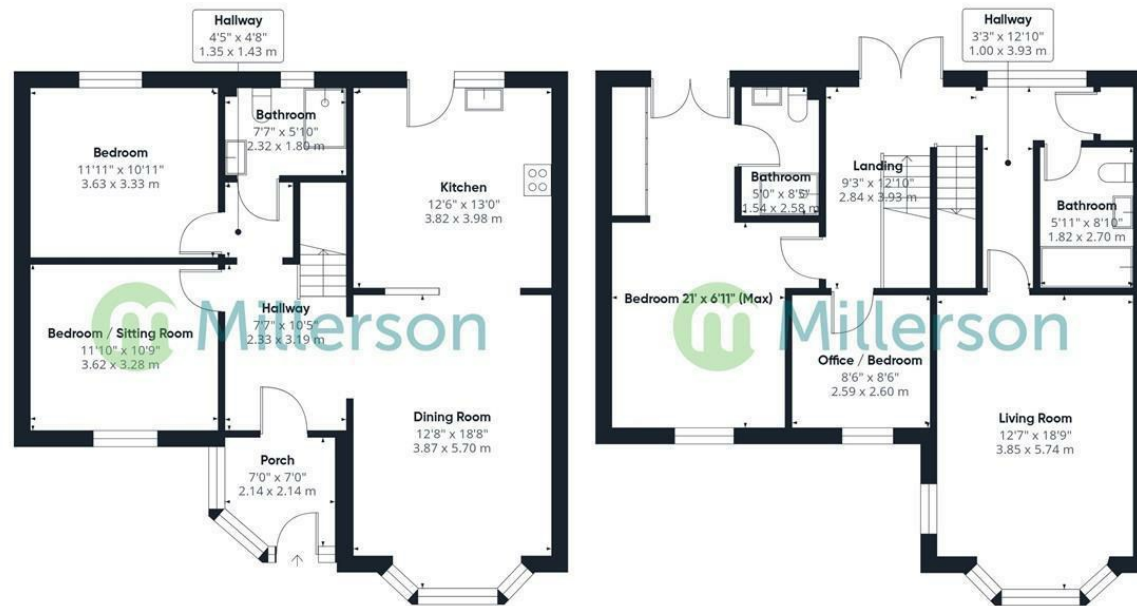 Hallway
4'5" x 4'8"
1.35 x 1.43 m
Bathroom
7'7" x 5'10"
2.32 x 1.80 m
Bedroom
11'11" x 10'11"
3.63 x 3.33 m
Kitchen
12'6" x 13'0"
3.82 x 3.98 m
Bedroom / Sitting Room
11'10" x 10'9"
3.62 x 3.28 m
Hallway
7'7" x 10'5"
2.33 x 3.19 m
m Millerson
Dining Room
12'8" x 18'8"
3.87 x 5.70 m
Porch
7'0" x 7'0"
2.14 x 2.14 m
Hallway
3'3" x 12'10"
1.00 x 3.93 m
Bathroom
5'0" x 8'5"
1.54 x 2.58 m
Landing
9'3" x 12'10"
2.84 x 3.93 m
Bathroom
5'11" x 8'10"
1.82 x 2.70 m
Bedroom 21' x 6'11" (Max)
m Millerson
Office / Bedroom
8'6" x 8'6"
2.59 x 2.60 m
Living Room
12'7" x 18'9"
3.85 x 5.74 m